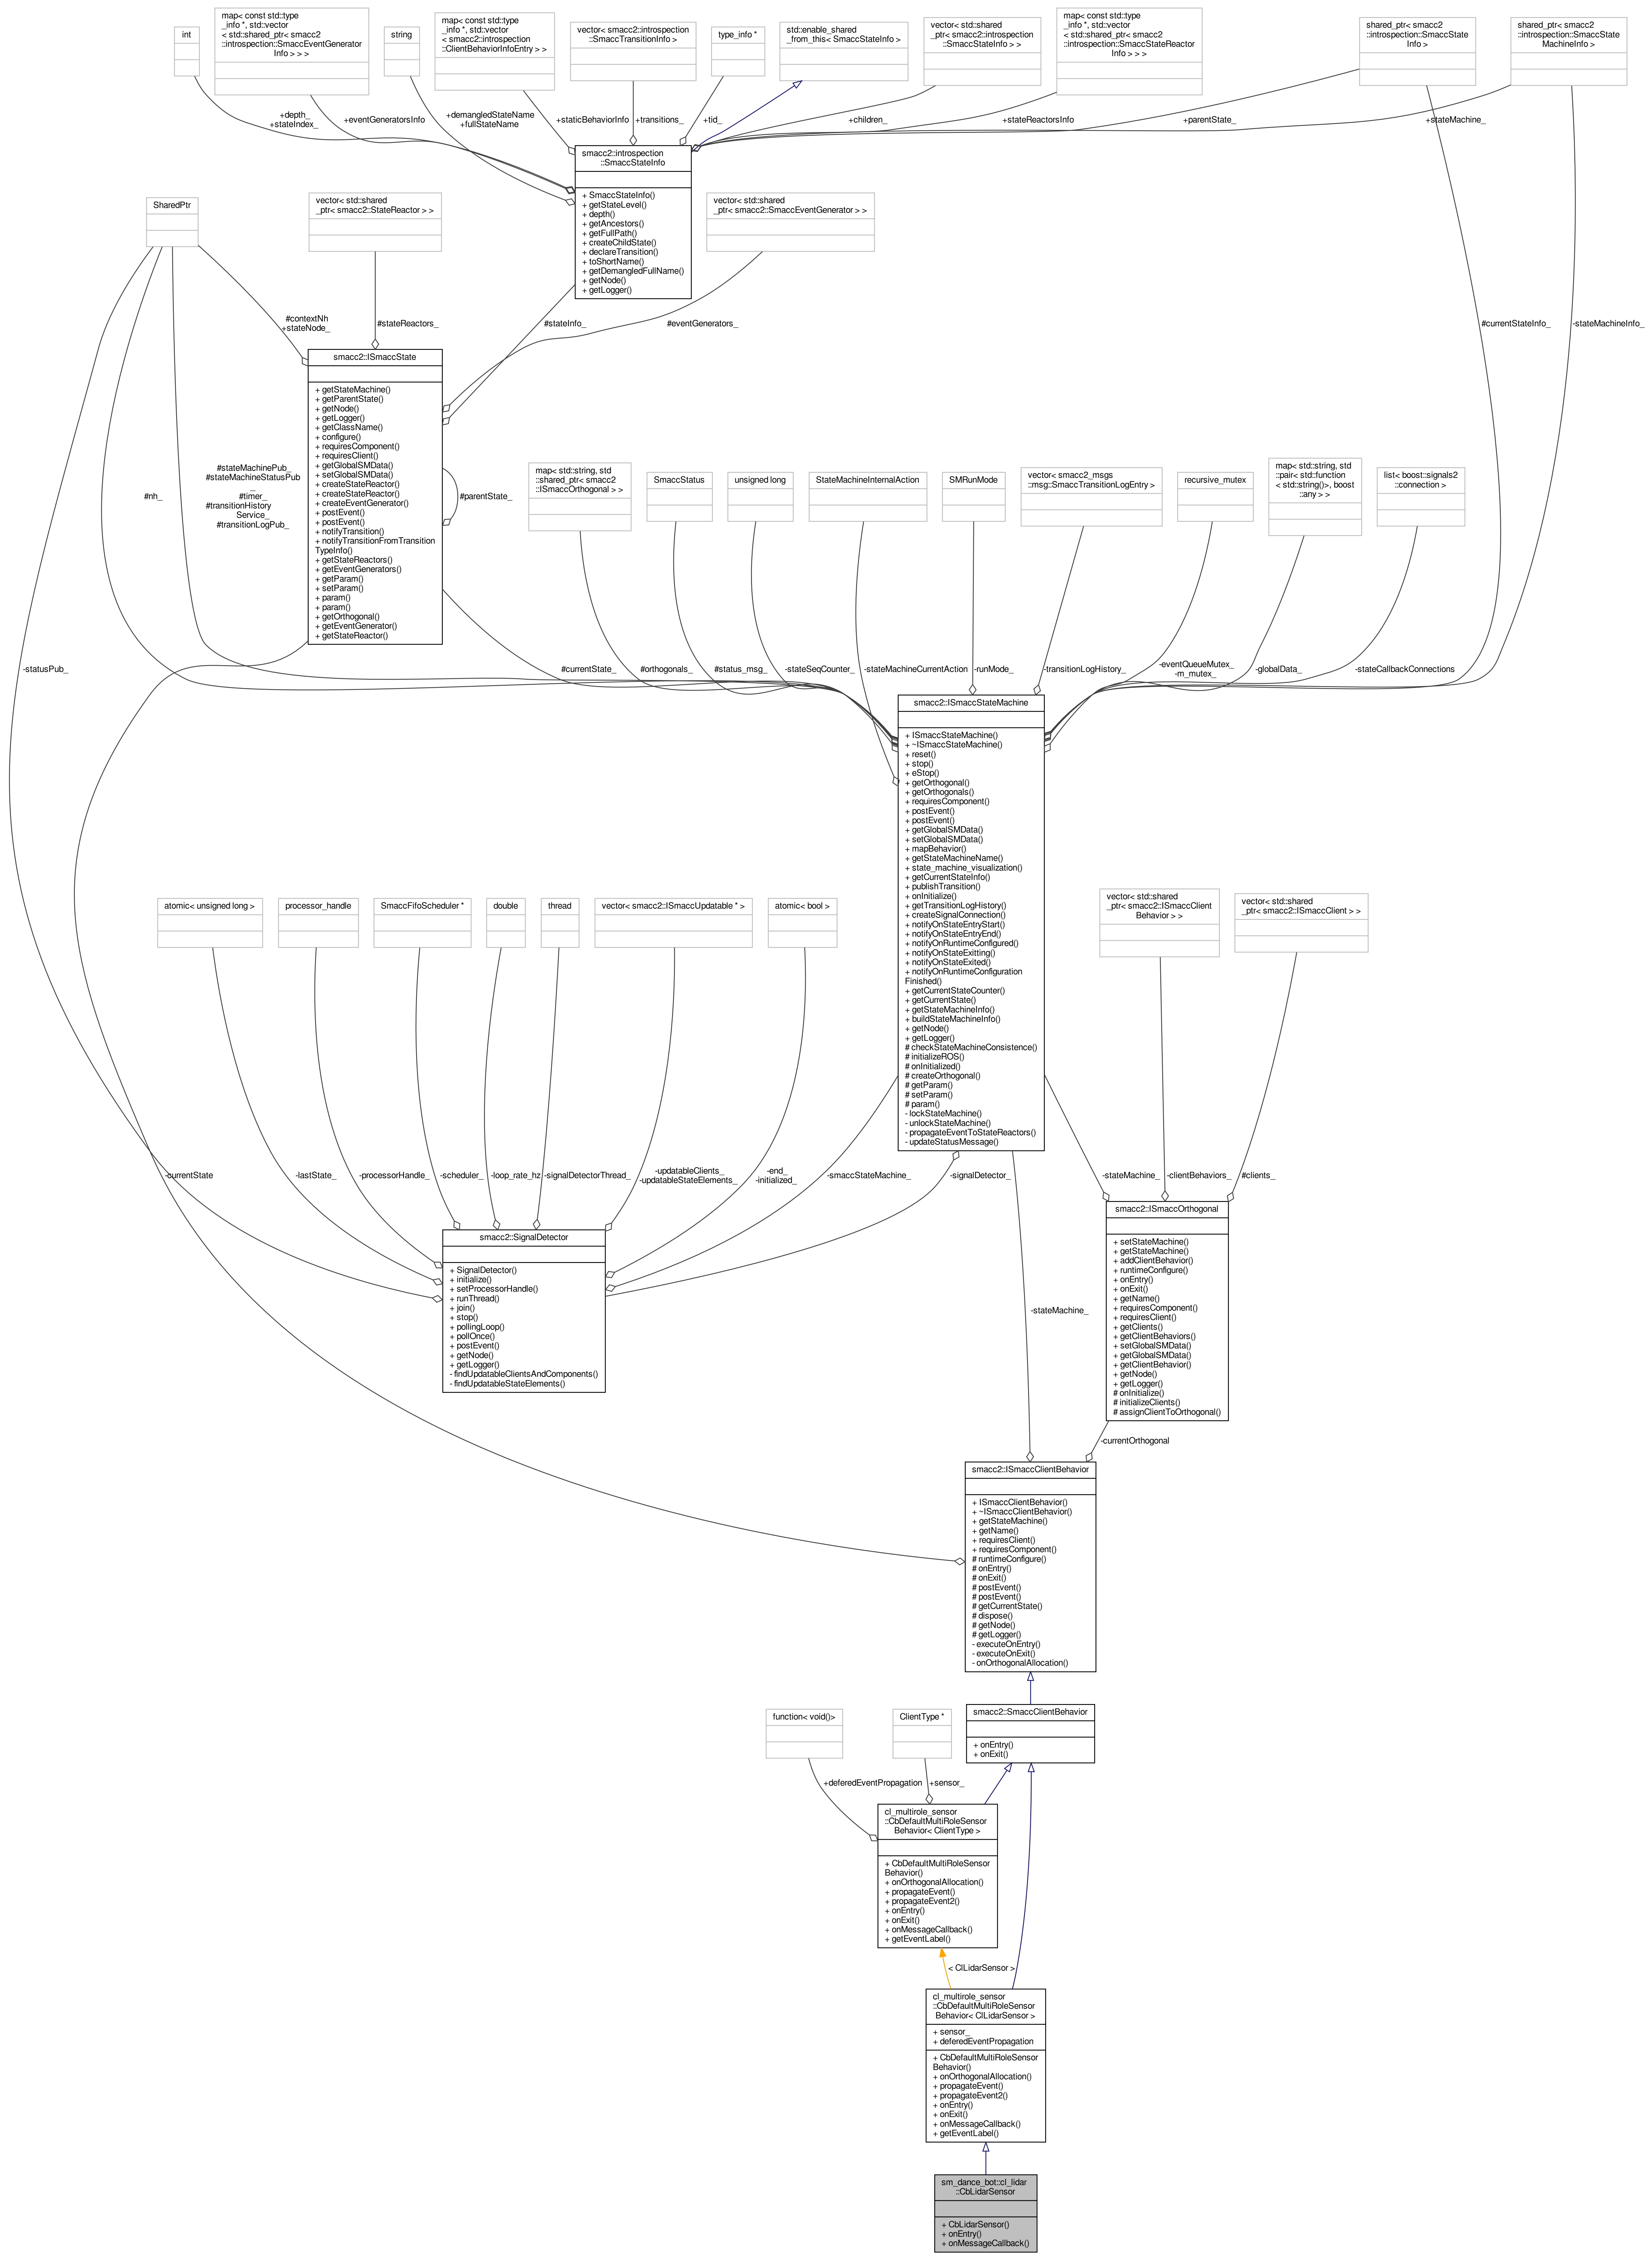 int
map< const std::type
_info *, std::vector
< std::shared_ptr< smacc2
::introspection::SmaccEventGenerator
Info > > >
string
map< const std::type
_info *, std::vector
< smacc2::introspection
::ClientBehaviorInfoEntry > >
vector< smacc2::introspection
::SmaccTransitionInfo >
type_info *
std::enable_shared
_from_this< SmaccStateInfo >
vector< std::shared
_ptr< smacc2::introspection
::SmaccStateInfo > >
map< const std::type
_info *, std::vector
< std::shared_ptr< smacc2
::introspection::SmaccStateReactor
Info > > >
shared_ptr< smacc2
::introspection::SmaccState
Info >
shared_ptr< smacc2
::introspection::SmaccState
MachineInfo >
+depth_
+stateIndex_
+eventGeneratorsInfo
+demangledStateName
+fullStateName
+staticBehaviorInfo
+transitions_
+tid_
+children_
+stateReactorsInfo
+parentState_
+stateMachine_
smacc2::introspection
::SmaccStateInfo
+ SmaccStateInfo()
+ getStateLevel()
+ depth()
+ getAncestors()
+ getFullPath()
+ createChildState()
+ declareTransition()
+ toShortName()
+ getDemangledFullName()
+ getNode()
+ getLogger()
SharedPtr
vector< std::shared
_ptr< smacc2::StateReactor > >
vector< std::shared
_ptr< smacc2::SmaccEventGenerator > >
#contextNh
+stateNode_
#stateReactors_
#stateInfo_
#eventGenerators_
#currentStateInfo_
-stateMachineInfo_
smacc2::ISmaccState
+ getStateMachine()
+ getParentState()
+ getNode()
+ getLogger()
+ getClassName()
+ configure()
+ requiresComponent()
+ requiresClient()
+ getGlobalSMData()
+ setGlobalSMData()
+ createStateReactor()
+ createStateReactor()
+ createEventGenerator()
+ postEvent()
+ postEvent()
+ notifyTransition()
+ notifyTransitionFromTransition
TypeInfo()
+ getStateReactors()
+ getEventGenerators()
+ getParam()
+ setParam()
+ param()
+ param()
+ getOrthogonal()
+ getEventGenerator()
+ getStateReactor()
#parentState_
#nh_
#stateMachinePub_
#stateMachineStatusPub
_
#timer_
#transitionHistory
Service_
#transitionLogPub_
map< std::string, std
::shared_ptr< smacc2
::ISmaccOrthogonal > >
SmaccStatus
unsigned long
StateMachineInternalAction
SMRunMode
vector< smacc2_msgs
::msg::SmaccTransitionLogEntry >
recursive_mutex
map< std::string, std
::pair< std::function
< std::string()>, boost
::any > >
list< boost::signals2
::connection >
-statusPub_
#currentState_
#orthogonals_
#status_msg_
-stateSeqCounter_
-stateMachineCurrentAction
-runMode_
-transitionLogHistory_
-eventQueueMutex_
-m_mutex_
-globalData_
-stateCallbackConnections
smacc2::ISmaccStateMachine
+ ISmaccStateMachine()
+ ~ISmaccStateMachine()
+ reset()
+ stop()
+ eStop()
+ getOrthogonal()
+ getOrthogonals()
+ requiresComponent()
+ postEvent()
+ postEvent()
+ getGlobalSMData()
+ setGlobalSMData()
+ mapBehavior()
+ getStateMachineName()
+ state_machine_visualization()
+ getCurrentStateInfo()
+ publishTransition()
+ onInitialize()
+ getTransitionLogHistory()
+ createSignalConnection()
+ notifyOnStateEntryStart()
+ notifyOnStateEntryEnd()
+ notifyOnRuntimeConfigured()
+ notifyOnStateExitting()
+ notifyOnStateExited()
+ notifyOnRuntimeConfiguration
Finished()
+ getCurrentStateCounter()
+ getCurrentState()
+ getStateMachineInfo()
+ buildStateMachineInfo()
+ getNode()
+ getLogger()
# checkStateMachineConsistence()
# initializeROS()
# onInitialized()
# createOrthogonal()
# getParam()
# setParam()
# param()
- lockStateMachine()
- unlockStateMachine()
- propagateEventToStateReactors()
- updateStatusMessage()
atomic< unsigned long >
processor_handle
SmaccFifoScheduler *
double
thread
vector< smacc2::ISmaccUpdatable * >
atomic< bool >
vector< std::shared
_ptr< smacc2::ISmaccClient
Behavior > >
vector< std::shared
_ptr< smacc2::ISmaccClient > >
-currentState
-lastState_
-processorHandle_
-scheduler_
-loop_rate_hz
-signalDetectorThread_
-updatableClients_
-updatableStateElements_
-end_
-initialized_
-smaccStateMachine_
-signalDetector_
-stateMachine_
-clientBehaviors_
#clients_
smacc2::SignalDetector
+ SignalDetector()
+ initialize()
+ setProcessorHandle()
+ runThread()
+ join()
+ stop()
+ pollingLoop()
+ pollOnce()
+ postEvent()
+ getNode()
+ getLogger()
- findUpdatableClientsAndComponents()
- findUpdatableStateElements()
-stateMachine_
smacc2::ISmaccOrthogonal
+ setStateMachine()
+ getStateMachine()
+ addClientBehavior()
+ runtimeConfigure()
+ onEntry()
+ onExit()
+ getName()
+ requiresComponent()
+ requiresClient()
+ getClients()
+ getClientBehaviors()
+ setGlobalSMData()
+ getGlobalSMData()
+ getClientBehavior()
+ getNode()
+ getLogger()
# onInitialize()
# initializeClients()
# assignClientToOrthogonal()
-currentOrthogonal
smacc2::ISmaccClientBehavior
+ ISmaccClientBehavior()
+ ~ISmaccClientBehavior()
+ getStateMachine()
+ getName()
+ requiresClient()
+ requiresComponent()
# runtimeConfigure()
# onEntry()
# onExit()
# postEvent()
# postEvent()
# getCurrentState()
# dispose()
# getNode()
# getLogger()
- executeOnEntry()
- executeOnExit()
- onOrthogonalAllocation()
function< void()>
ClientType *
smacc2::SmaccClientBehavior
+ onEntry()
+ onExit()
+deferedEventPropagation
+sensor_
cl_multirole_sensor
::CbDefaultMultiRoleSensor
Behavior< ClientType >
+ CbDefaultMultiRoleSensor
Behavior()
+ onOrthogonalAllocation()
+ propagateEvent()
+ propagateEvent2()
+ onEntry()
+ onExit()
+ onMessageCallback()
+ getEventLabel()
< ClLidarSensor >
cl_multirole_sensor
::CbDefaultMultiRoleSensor
Behavior< ClLidarSensor >
+ sensor_
+ deferedEventPropagation
+ CbDefaultMultiRoleSensor
Behavior()
+ onOrthogonalAllocation()
+ propagateEvent()
+ propagateEvent2()
+ onEntry()
+ onExit()
+ onMessageCallback()
+ getEventLabel()
sm_dance_bot::cl_lidar
::CbLidarSensor
+ CbLidarSensor()
+ onEntry()
+ onMessageCallback()